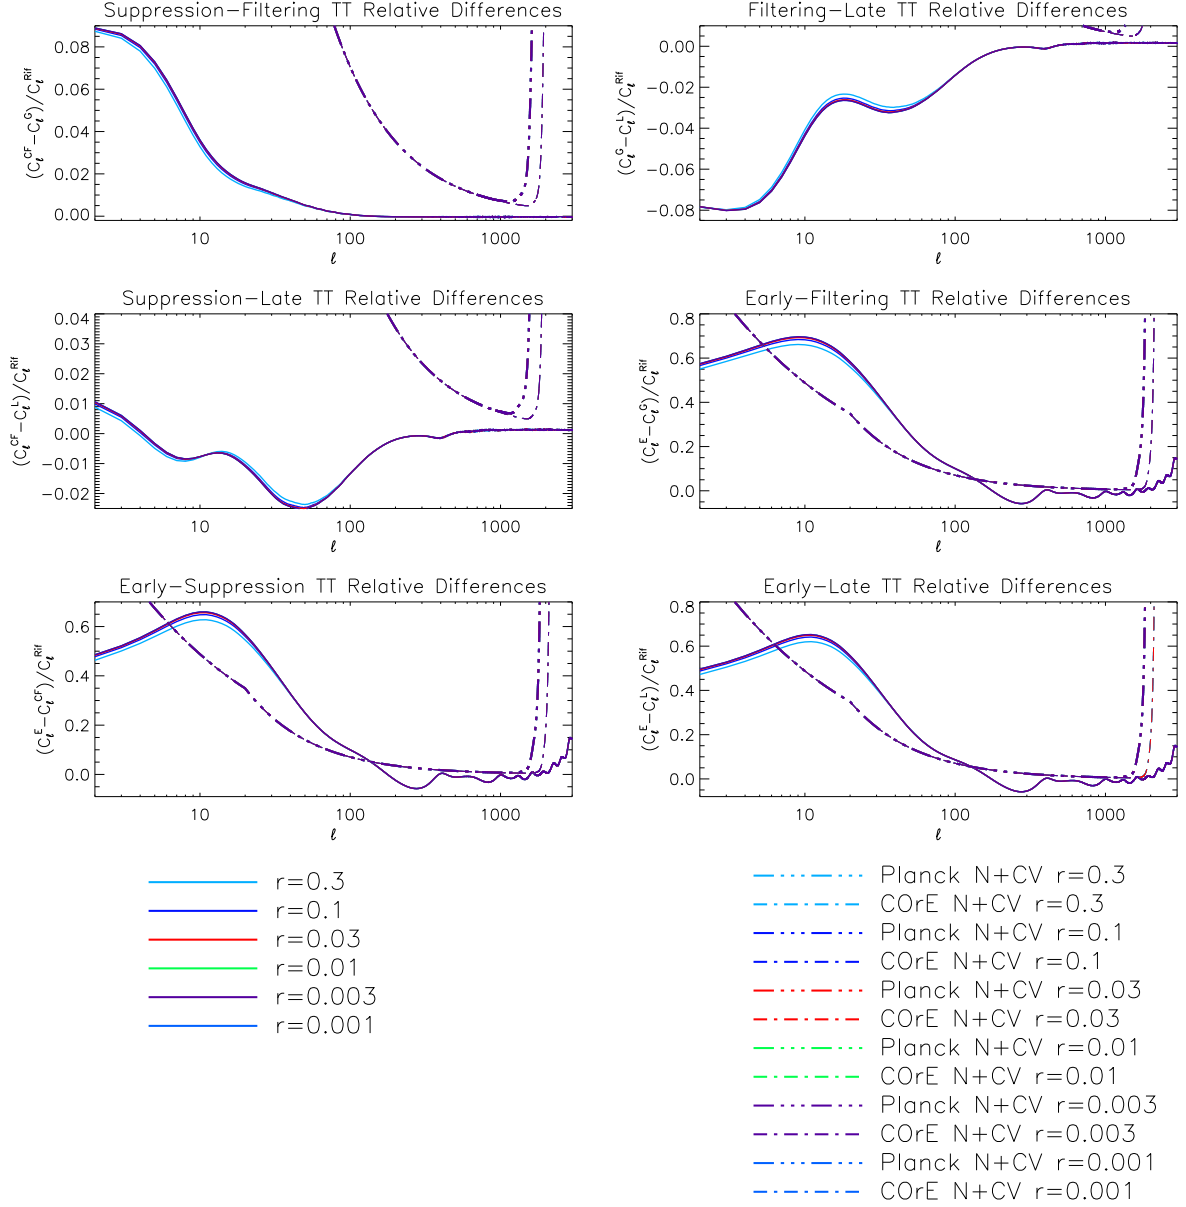 Suppression–Filtering TT Relative Differences
(C_ℓ^CF–C_ℓ^G)/C_ℓ^Rif
0.08
0.06
0.04
0.02
0.00
10 100 1000
ℓ
Filtering–Late TT Relative Differences
(C_ℓ^G–C_ℓ^L)/C_ℓ^Rif
0.00
−0.02
−0.04
−0.06
−0.08
10 100 1000
ℓ
Suppression–Late TT Relative Differences
(C_ℓ^CF–C_ℓ^L)/C_ℓ^Rif
0.04
0.03
0.02
0.01
0.00
−0.01
−0.02
10 100 1000
ℓ
Early–Filtering TT Relative Differences
(C_ℓ^E–C_ℓ^G)/C_ℓ^Rif
0.8
0.6
0.4
0.2
0.0
10 100 1000
ℓ
Early–Suppression TT Relative Differences
(C_ℓ^E–C_ℓ^CF)/C_ℓ^Rif
0.6
0.4
0.2
0.0
10 100 1000
ℓ
Early–Late TT Relative Differences
(C_ℓ^E–C_ℓ^L)/C_ℓ^Rif
0.8
0.6
0.4
0.2
0.0
10 100 1000
ℓ
r=0.3
r=0.1
r=0.03
r=0.01
r=0.003
r=0.001
Planck N+CV r=0.3
COrE N+CV r=0.3
Planck N+CV r=0.1
COrE N+CV r=0.1
Planck N+CV r=0.03
COrE N+CV r=0.03
Planck N+CV r=0.01
COrE N+CV r=0.01
Planck N+CV r=0.003
COrE N+CV r=0.003
Planck N+CV r=0.001
COrE N+CV r=0.001